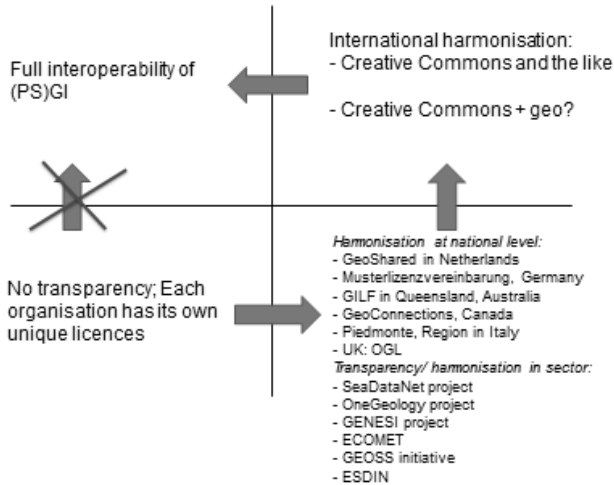 Full interoperability of
(PS)GI
International harmonisation:
- Creative Commons and the like
- Creative Commons + geo?
No transparency; Each
organisation has its own
unique licences
Harmonisation at national level:
- GeoShared in Netherlands
- Musterlizenzvereinbarung, Germany
- GILF in Queensland, Australia
- GeoConnections, Canada
- Piedmonte, Region in Italy
- UK: OGL
Transparency/ harmonisation in sector:
- SeaDataNet project
- OneGeology project
- GENESI project
- ECOMET
- GEOSS initiative
- ESDIN